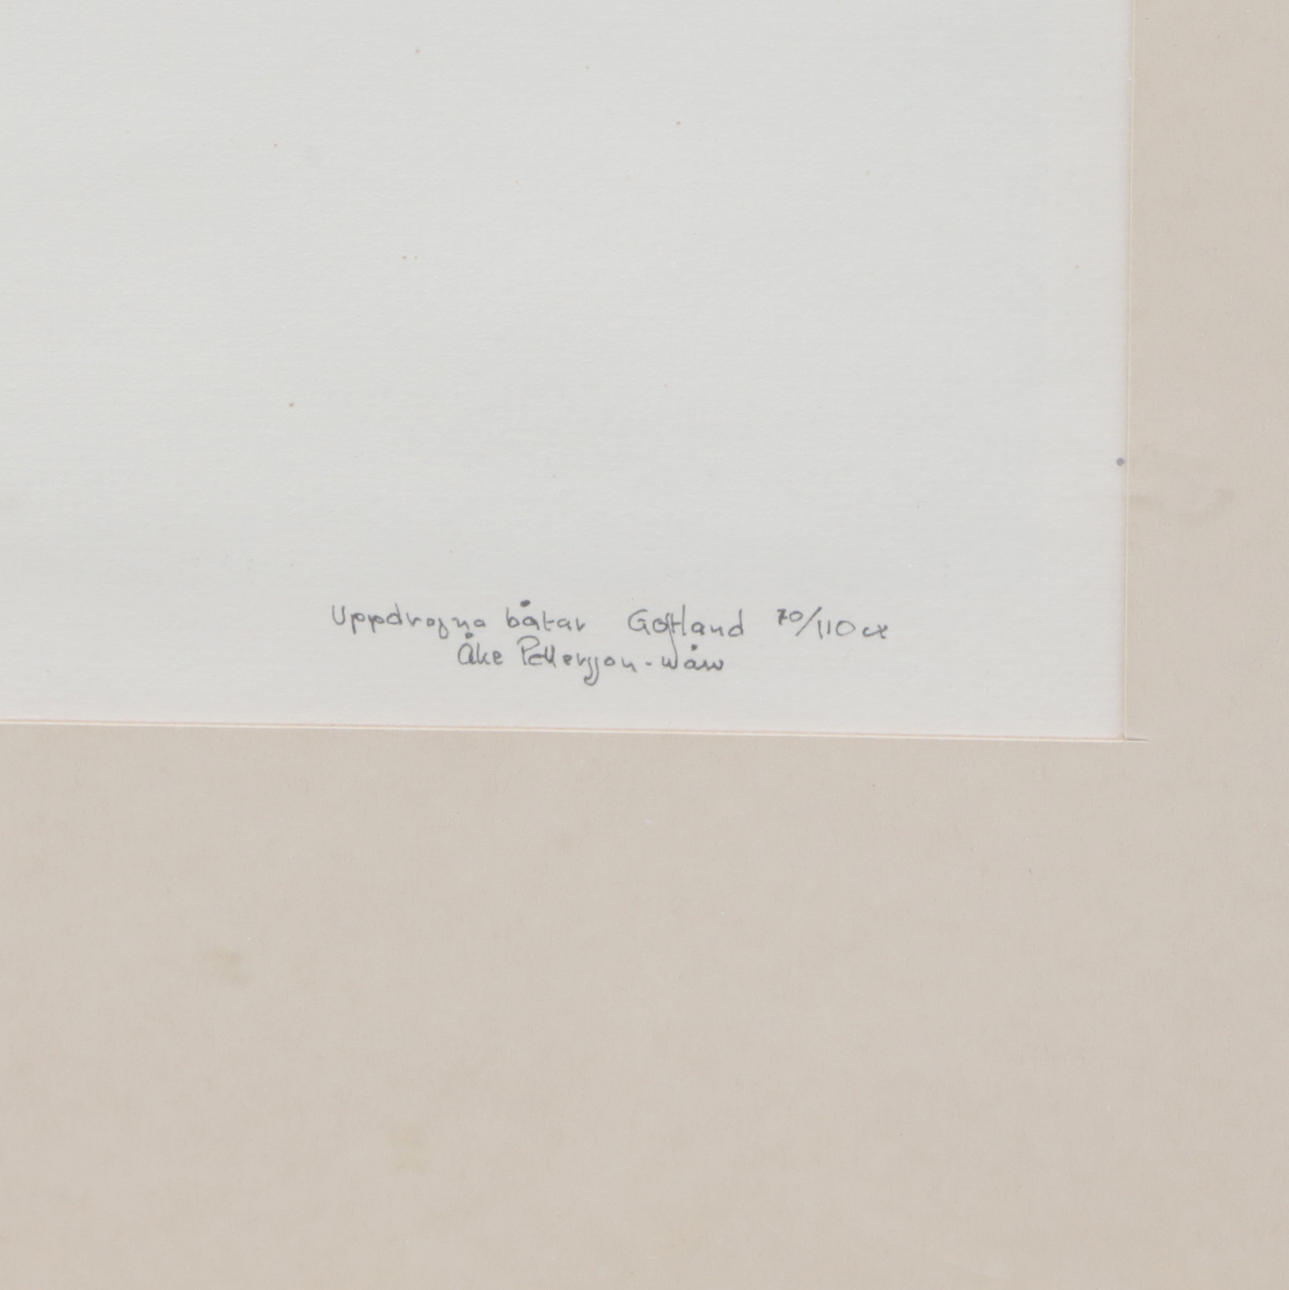 Uppdragna båtar Gotland 70/110 ex
Åke Pettersson-Wåw